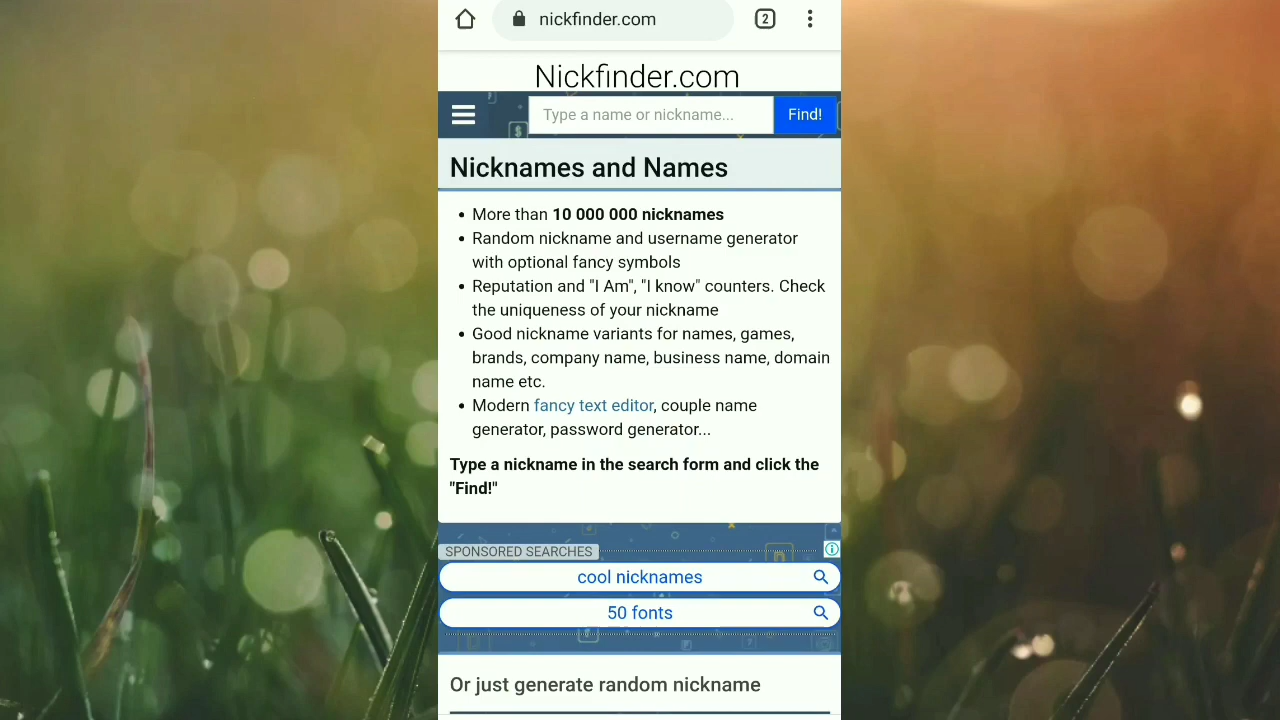 nickfinder.com
2
Nickfinder.com
Type a name or nickname...
Find!
Nicknames and Names
• More than 10 000 000 nicknames
• Random nickname and username generator
with optional fancy symbols
• Reputation and "I Am", "I know" counters. Check
the uniqueness of your nickname
• Good nickname variants for names, games,
brands, company name, business name, domain
name etc.
• Modern fancy text editor, couple name
generator, password generator...
Type a nickname in the search form and click the
"Find!"
SPONSORED SEARCHES
cool nicknames
50 fonts
Or just generate random nickname